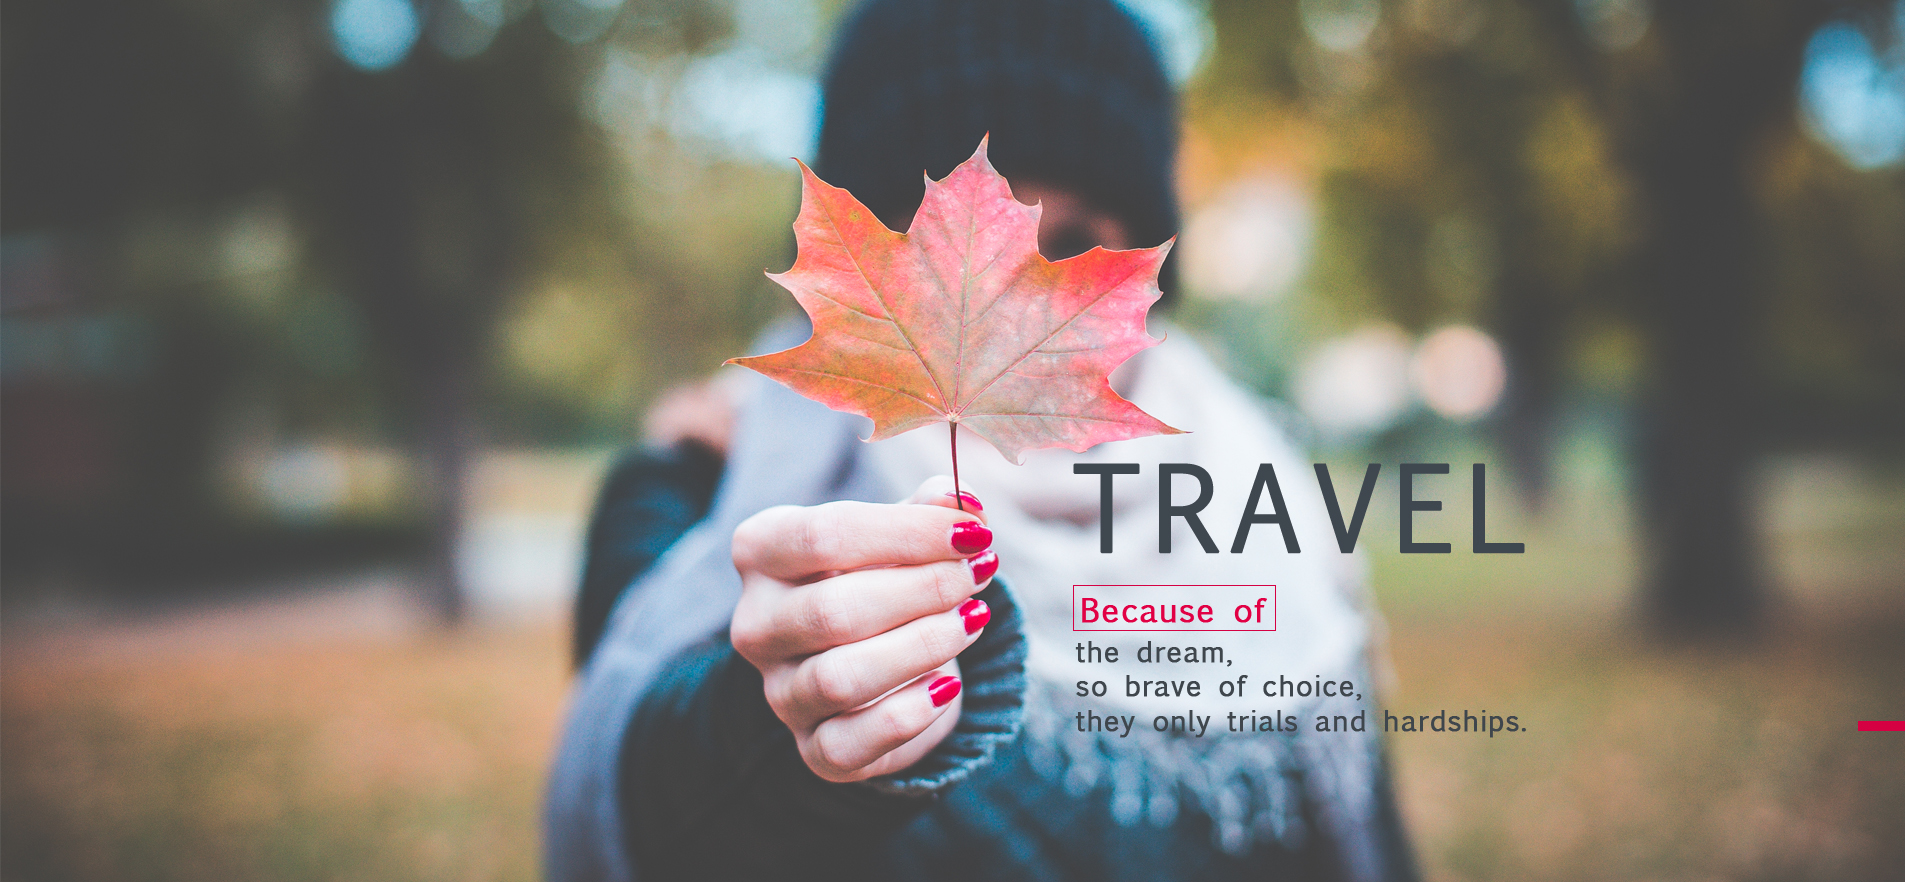 TRAVEL
Because of
the dream,
so brave of choice,
they only trials and hardships.